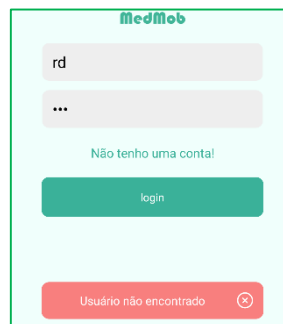 MedMob
rd
•••
Não tenho uma conta!
login
Usuário não encontrado